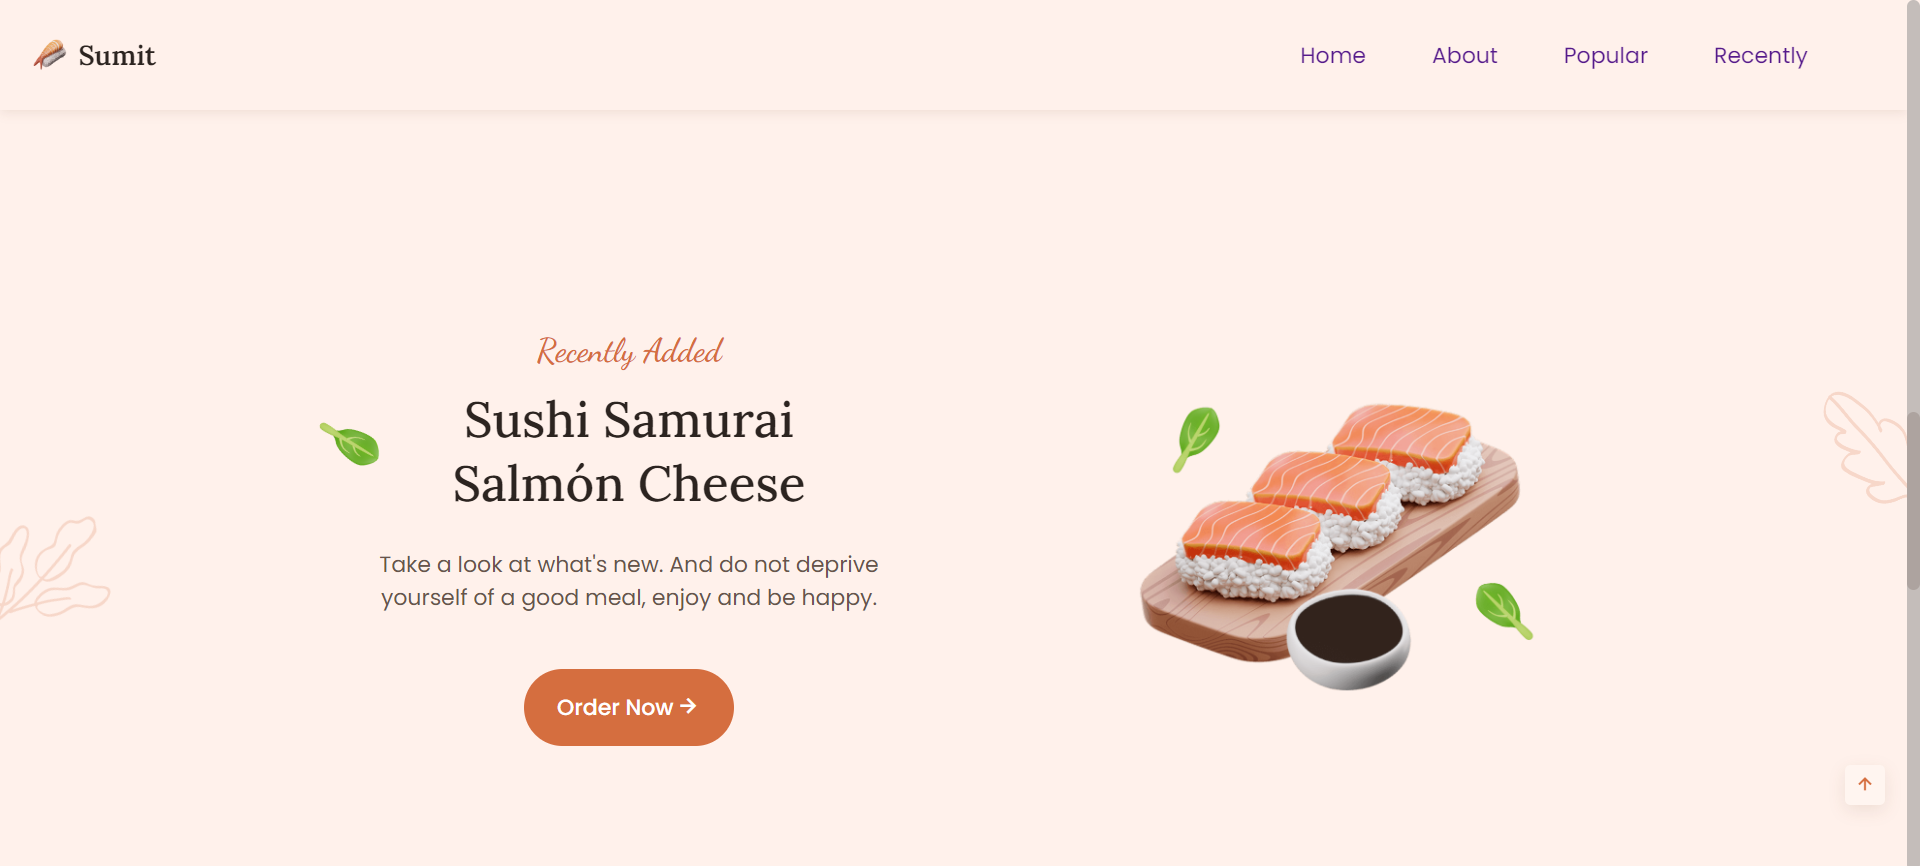 Sumit
Home About Popular Recently
Recently Added
Sushi Samurai
Salmón Cheese
Take a look at what's new. And do not deprive
yourself of a good meal, enjoy and be happy.
Order Now →